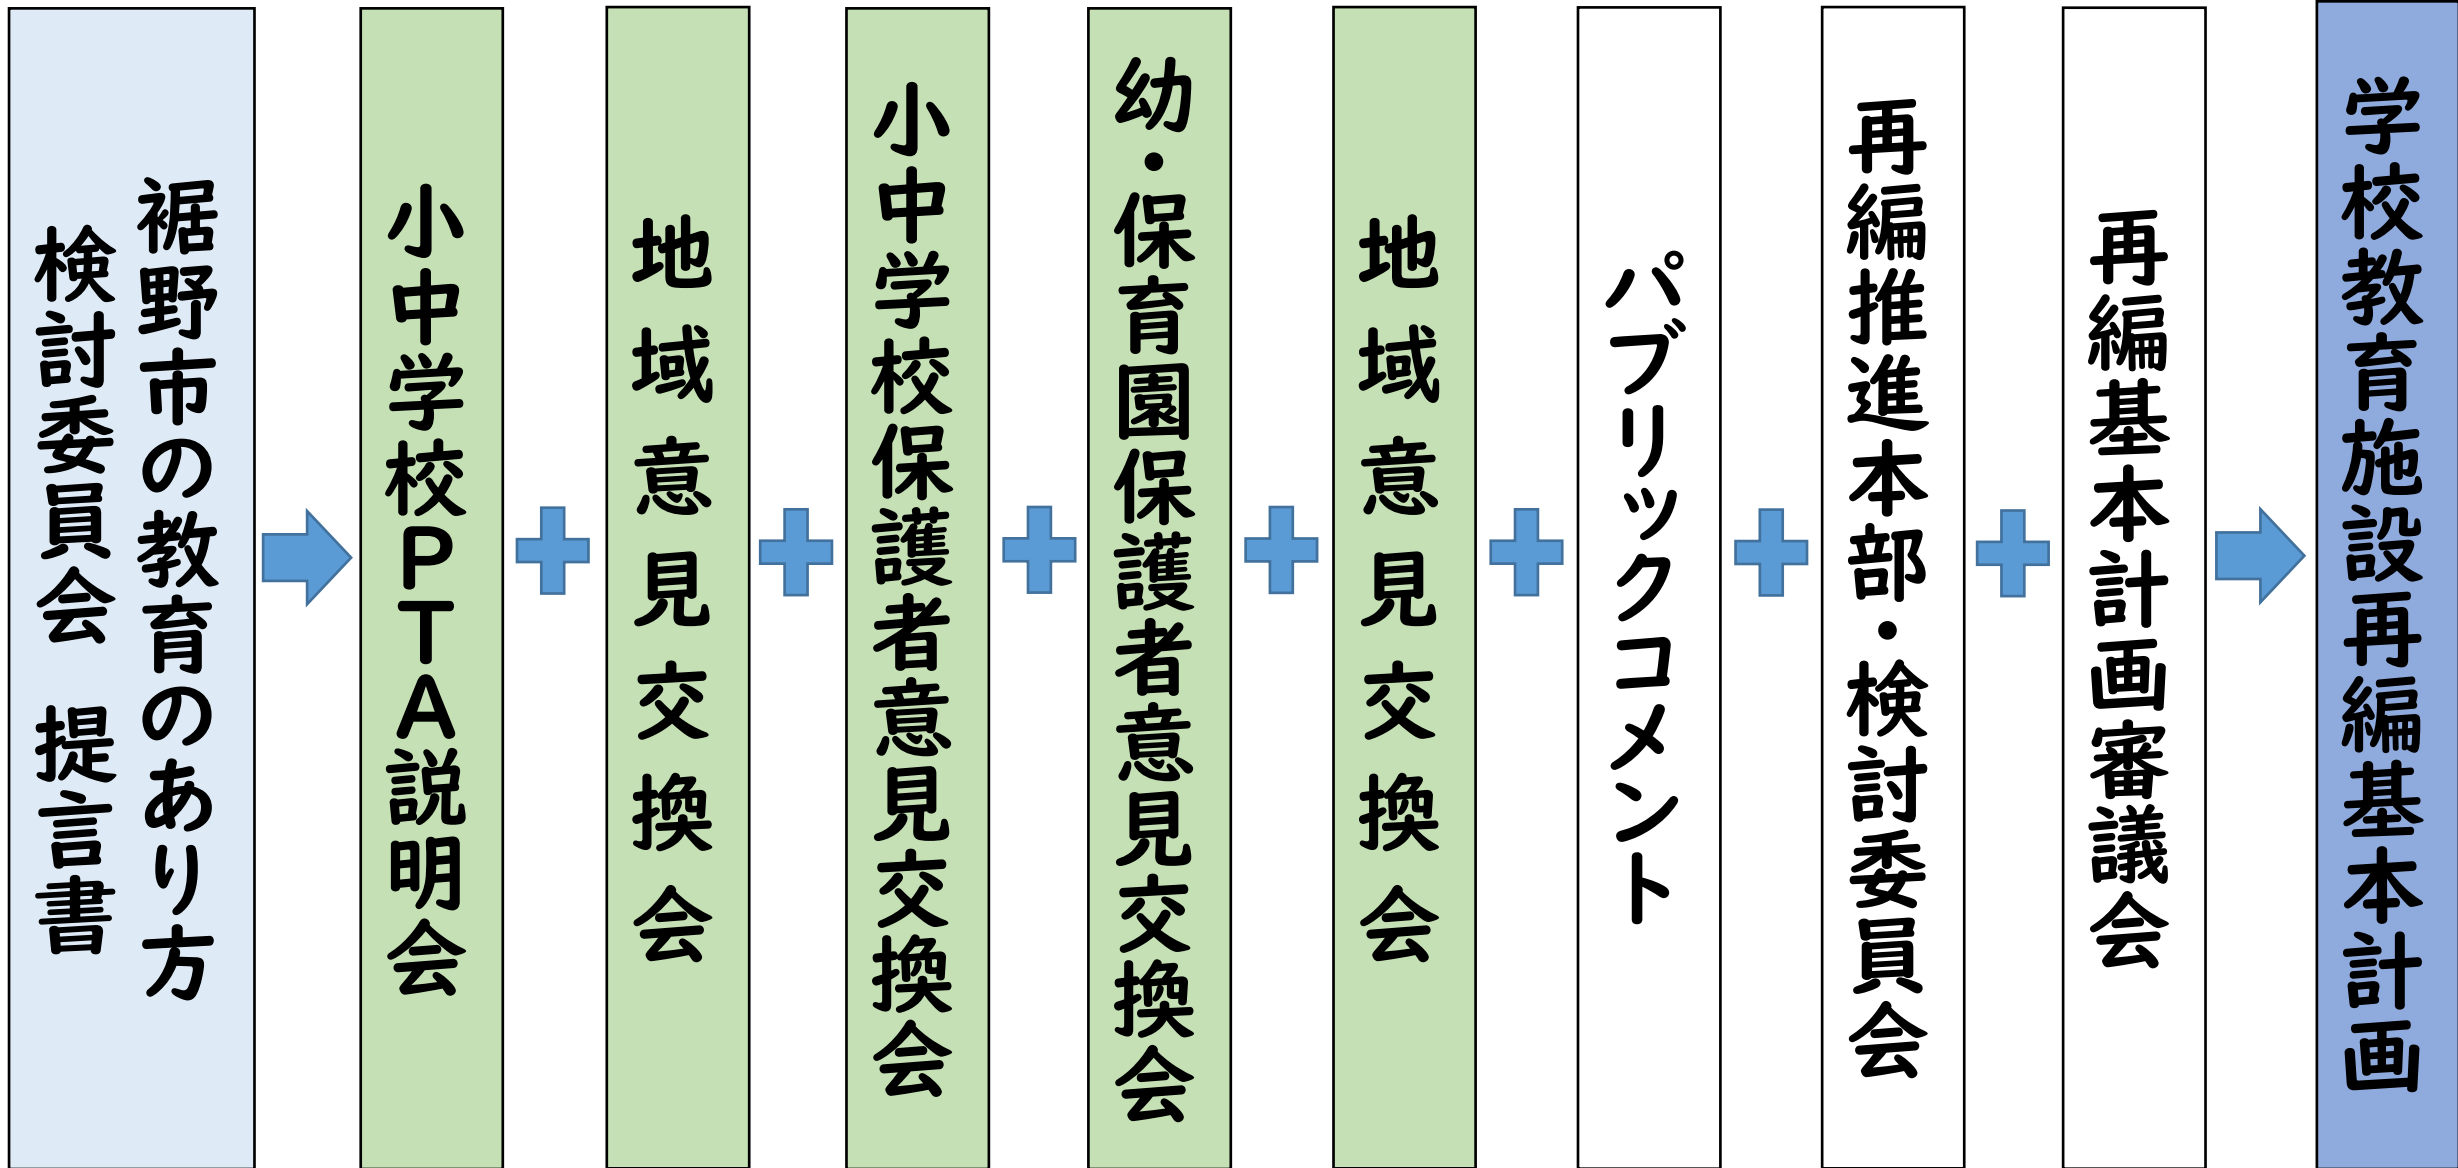 裾野市の教育のあり方
検討委員会　提言書
小中学校PTA説明会
地域意見交換会
小中学校保護者意見交換会
幼・保育園保護者意見交換会
地域意見交換会
パブリックコメント
再編推進本部・検討委員会
再編基本計画審議会
学校教育施設再編基本計画